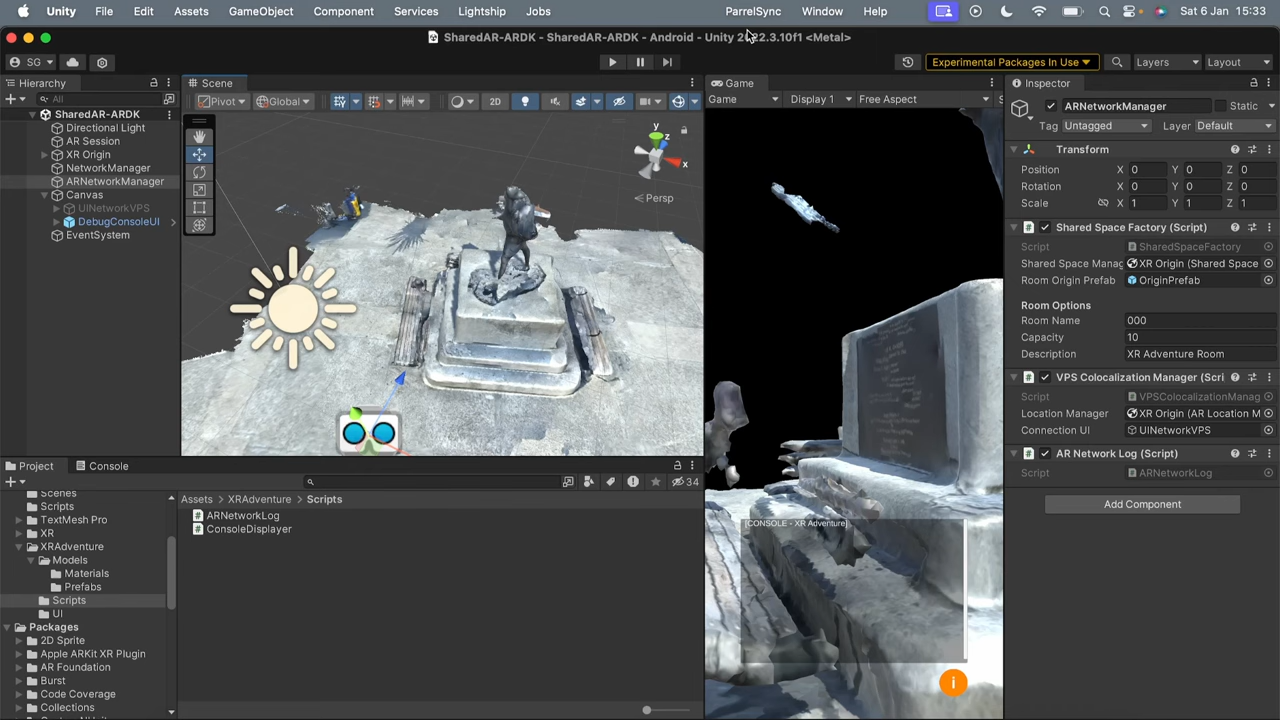 Unity File Edit Assets GameObject Component Services Lightship Jobs ParrelSync Window Help Sat 6 Jan 15:33
SharedAR-ARDK - SharedAR-ARDK - Android - Unity 2022.3.10f1 <Metal>
SG Experimental Packages In Use Layers Layout
Hierarchy Scene Game Inspector
All Pivot Global 2D Game Display 1 Free Aspect S
ARNetworkManager Static
Tag Untagged Layer Default
SharedAR-ARDK
Directional Light
AR Session
XR Origin
NetworkManager
ARNetworkManager
Canvas
UINetworkVPS
DebugConsoleUI
EventSystem
y
z
x
Persp
Transform
Position X 0 Y 0 Z 0
Rotation X 0 Y 0 Z 0
Scale X 1 Y 1 Z 1
Shared Space Factory (Script)
Script SharedSpaceFactory
Shared Space Manag XR Origin (Shared Space
Room Origin Prefab OriginPrefab
Room Options
Room Name 000
Capacity 10
Description XR Adventure Room
VPS Colocalization Manager (Scri
Script VPSColocalizationManag
Location Manager XR Origin (AR Location M
Connection UI UINetworkVPS
AR Network Log (Script)
Script ARNetworkLog
Add Component
Project Console
34
Assets XRAdventure Scripts
ARNetworkLog
ConsoleDisplayer
Scenes
Scripts
TextMesh Pro
XR
XRAdventure
Models
Materials
Prefabs
Scripts
UI
Packages
2D Sprite
Apple ARKit XR Plugin
AR Foundation
Burst
Code Coverage
Collections
[CONSOLE - XR Adventure]
i